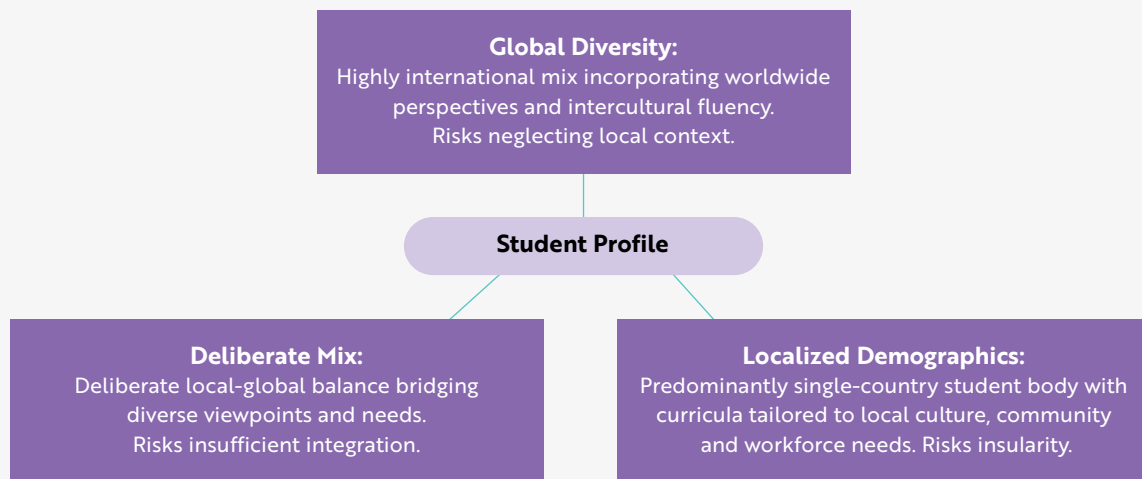 Global Diversity:
Highly international mix incorporating worldwide
perspectives and intercultural fluency.
Risks neglecting local context.
Student Profile
Deliberate Mix:
Deliberate local-global balance bridging
diverse viewpoints and needs.
Risks insufficient integration.
Localized Demographics:
Predominantly single-country student body with
curricula tailored to local culture, community
and workforce needs. Risks insularity.